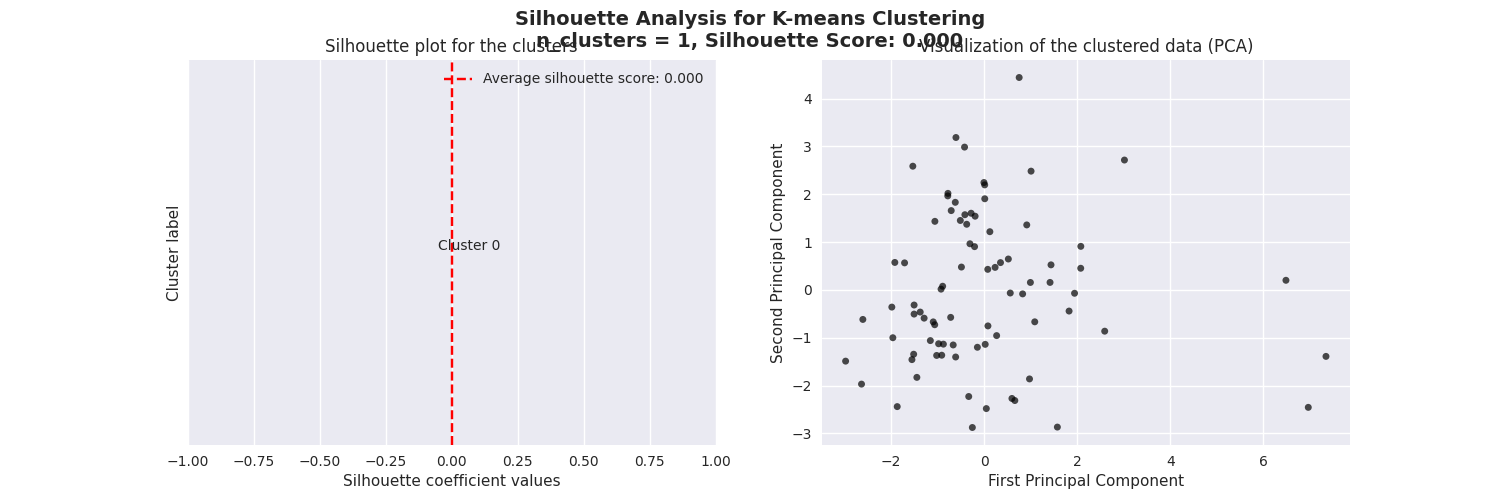 Silhouette Analysis for K-means Clustering
n_clusters = 1, Silhouette Score: 0.000
Silhouette plot for the clusters
Average silhouette score: 0.000
Cluster 0
Cluster label
−1.00 −0.75 −0.50 −0.25 0.00 0.25 0.50 0.75 1.00
Silhouette coefficient values
Visualization of the clustered data (PCA)
4
3
2
1
0
−1
−2
−3
Second Principal Component
−2 0 2 4 6
First Principal Component